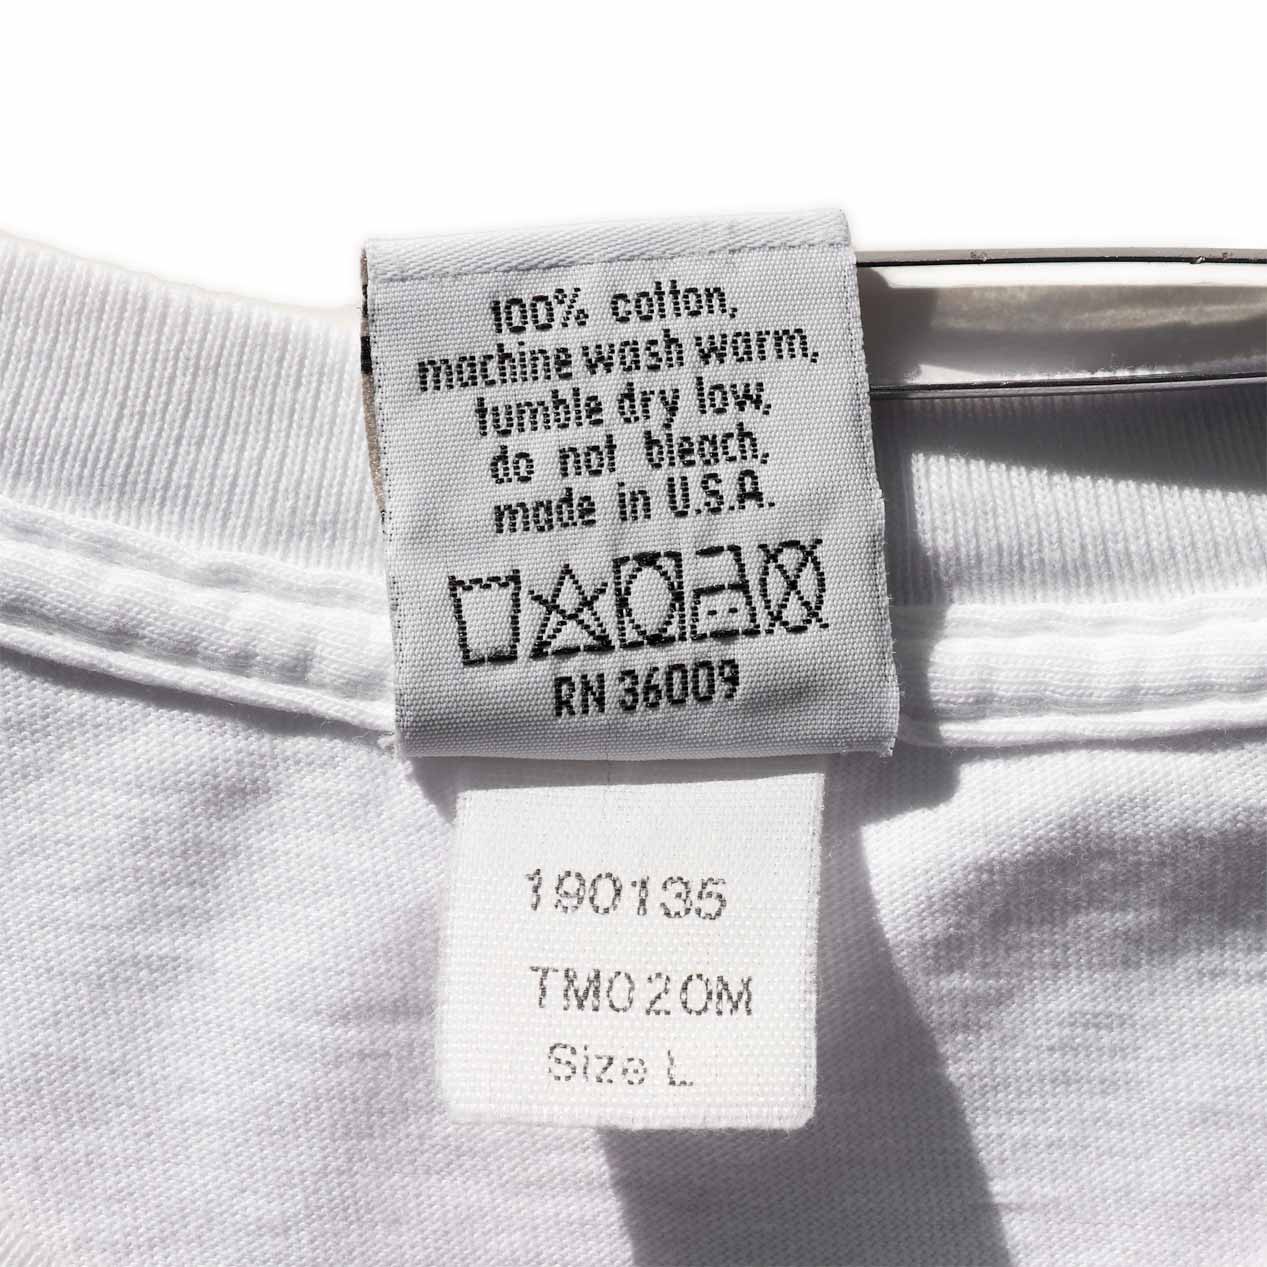 100% cotton,
machine wash warm,
tumble dry low,
do not bleach,
made in U.S.A.
RN 36009
190135
TM020M
Size L